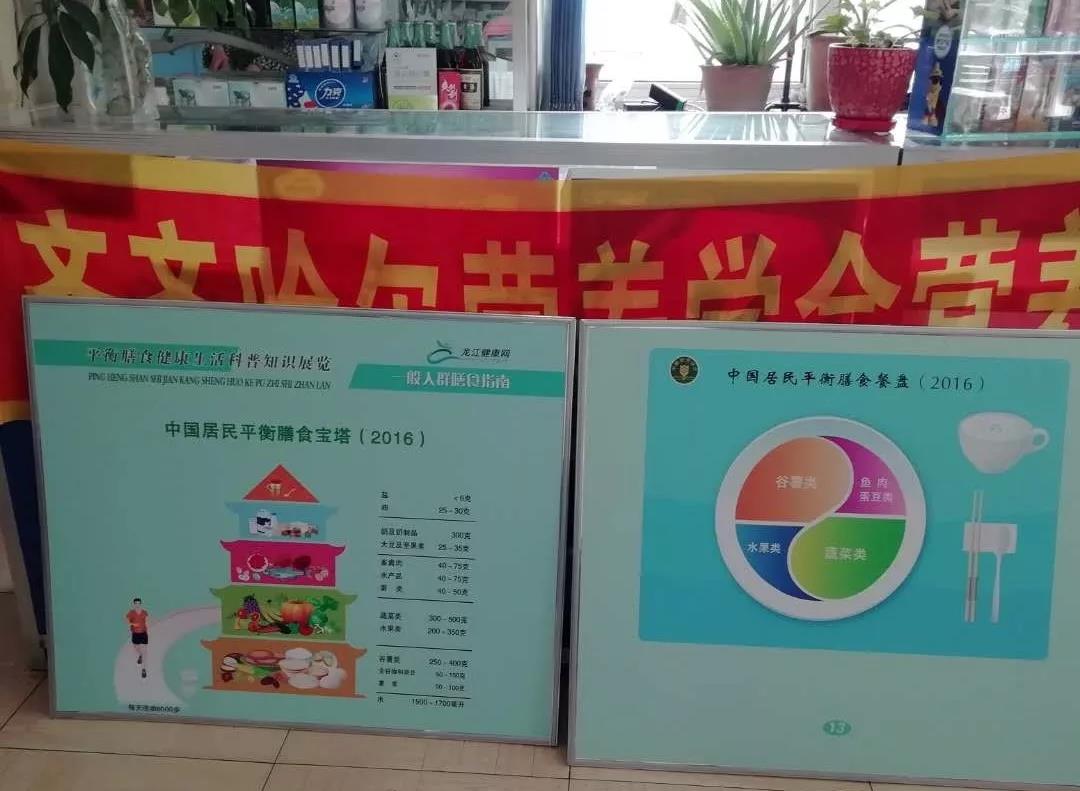 齐齐哈尔营养学会营养
平衡膳食健康生活科普知识展览
PING HENG SHAN SHI JIAN KANG SHENG HUO KE PU ZHI SHI ZHAN LAN
龙江健康网
一般人群膳食指南
中国居民平衡膳食宝塔（2016）
盐 <6克
油 25-30克
奶及奶制品 300克
大豆及坚果类 25-35克
畜禽肉 40-75克
水产品 40-75克
蛋 类 40-50克
蔬菜类 300-500克
水果类 200-350克
谷薯类 250-400克
全谷物和杂豆 50-150克
薯 类 50-100克
水 1500-1700毫升
每天活动6000步
中国居民平衡膳食餐盘（2016）
谷薯类
鱼肉
蛋豆类
水果类
蔬菜类
13